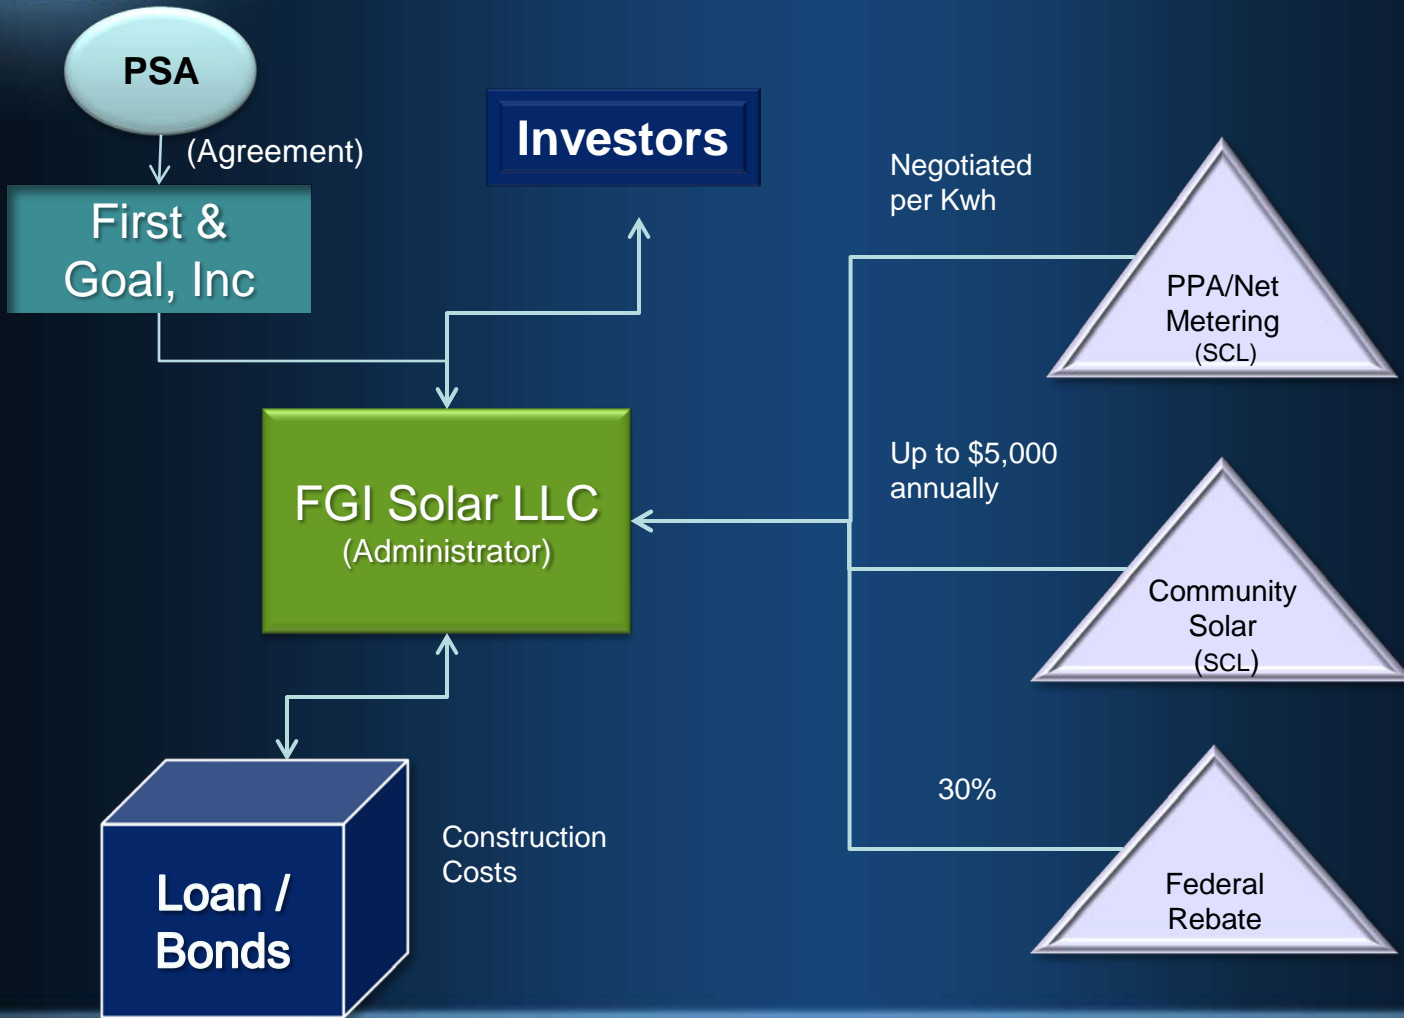 PSA
(Agreement)
First &
Goal, Inc
Investors
Negotiated
per Kwh
PPA/Net
Metering
(SCL)
FGI Solar LLC
(Administrator)
Up to $5,000
annually
Community
Solar
(SCL)
30%
Federal
Rebate
Construction
Costs
Loan /
Bonds